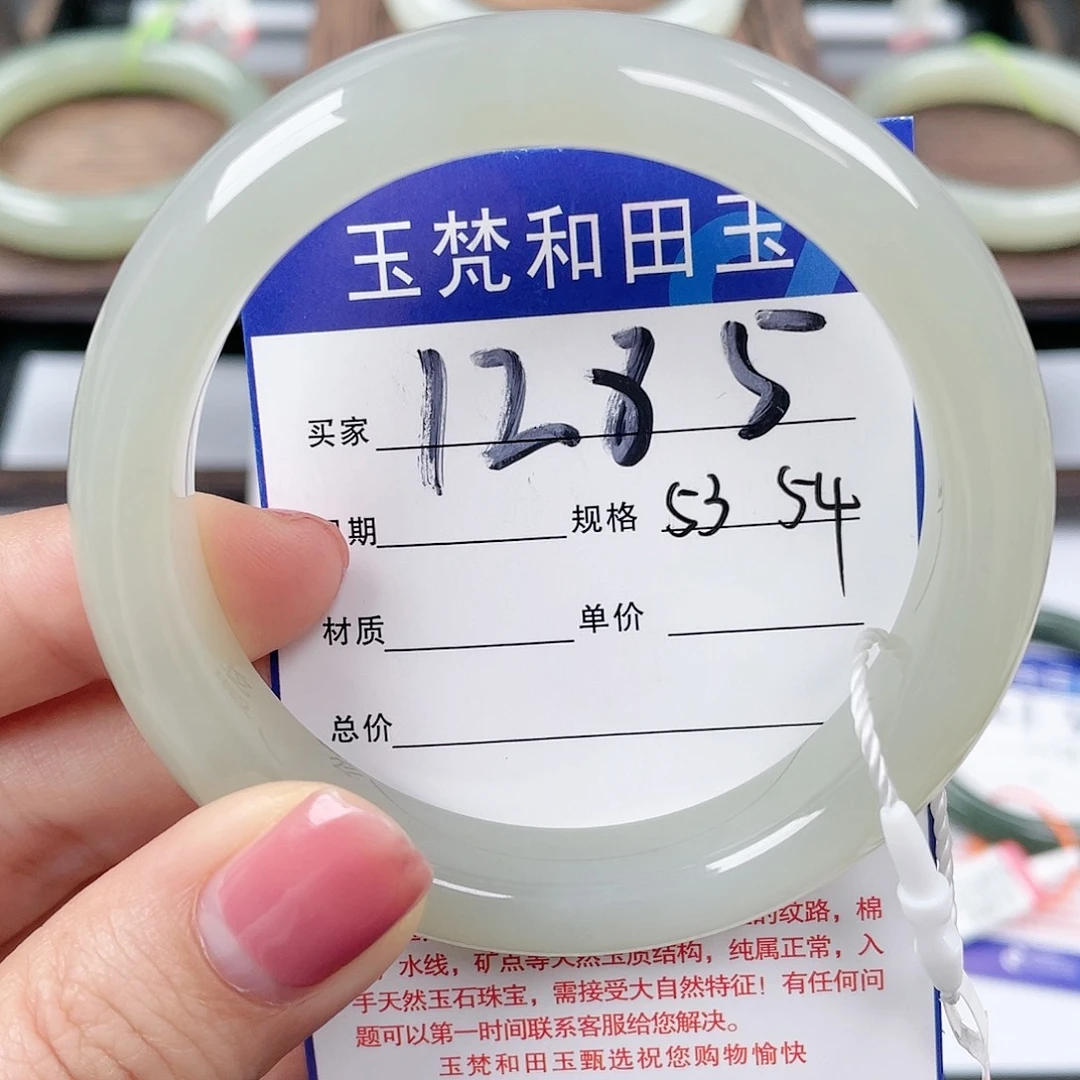 玉梵和田玉
买家 1285
期 规格 53 54
材质 单价
总价
的纹路，棉
水线，矿点等天然玉质结构，纯属正常，入
手天然玉石珠宝，需接受大自然特征！有任何问
题可以第一时间联系客服给您解决。
玉梵和田玉甄选祝您购物愉快